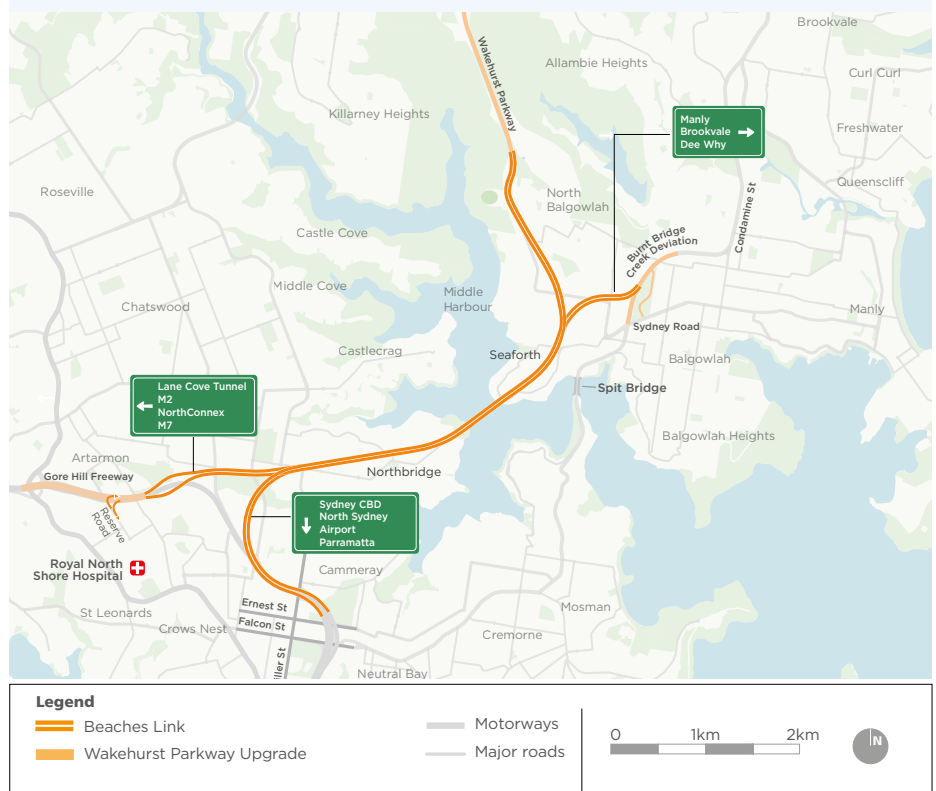 Brookvale
Wakehurst Parkway
Allambie Heights
Curl Curl
Killarney Heights
Manly
Brookvale
Dee Why
Freshwater
Roseville
North
Balgowlah
Queenscliff
Condamine St
Castle Cove
Burnt Bridge
Creek Deviation
Middle Cove
Middle
Harbour
Chatswood
Manly
Sydney Road
Castlecrag
Seaforth
Balgowlah
Lane Cove Tunnel
M2
NorthConnex
M7
Spit Bridge
Balgowlah Heights
Artarmon
Gore Hill Freeway
Northbridge
Reserve
Road
Sydney CBD
North Sydney
Airport
Parramatta
Royal North
Shore Hospital
Cammeray
St Leonards
Ernest St
Mosman
Crows Nest
Falcon St
Cremorne
ller St
Neutral Bay
Legend
Beaches Link
Wakehurst Parkway Upgrade
Motorways
Major roads
0 1km 2km
N